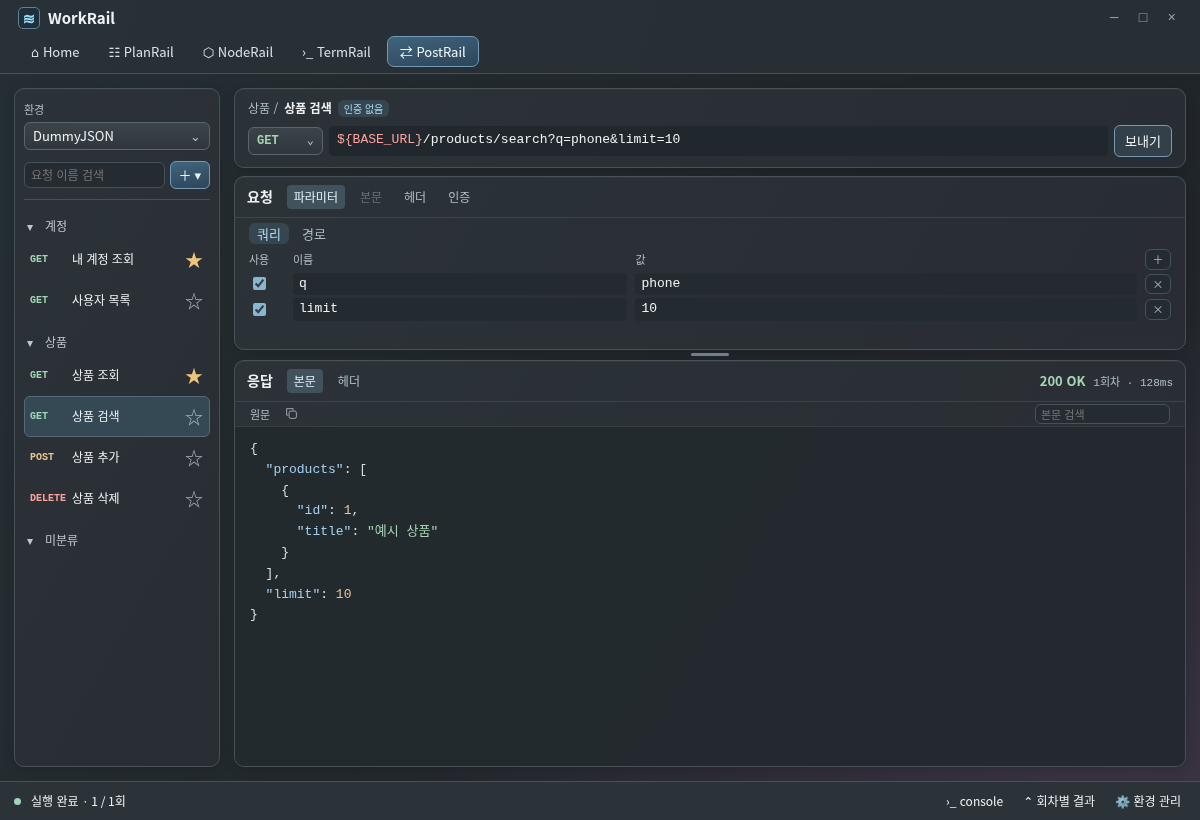 WorkRail
Home PlanRail NodeRail >_ TermRail PostRail
환경
DummyJSON
요청 이름 검색
계정
GET 내 계정 조회
GET 사용자 목록
상품
GET 상품 조회
GET 상품 검색
POST 상품 추가
DELETE 상품 삭제
미분류
상품 / 상품 검색 인증 없음
GET ${BASE_URL}/products/search?q=phone&limit=10 보내기
요청 파라미터 본문 헤더 인증
쿼리 경로
사용 이름 값
q phone
limit 10
응답 본문 헤더 200 OK 1회차 · 128ms
원문 본문 검색
{
"products": [
{
"id": 1,
"title": "예시 상품"
}
],
"limit": 10
}
실행 완료 · 1 / 1회 ›_ console ⌃ 회차별 결과 환경 관리